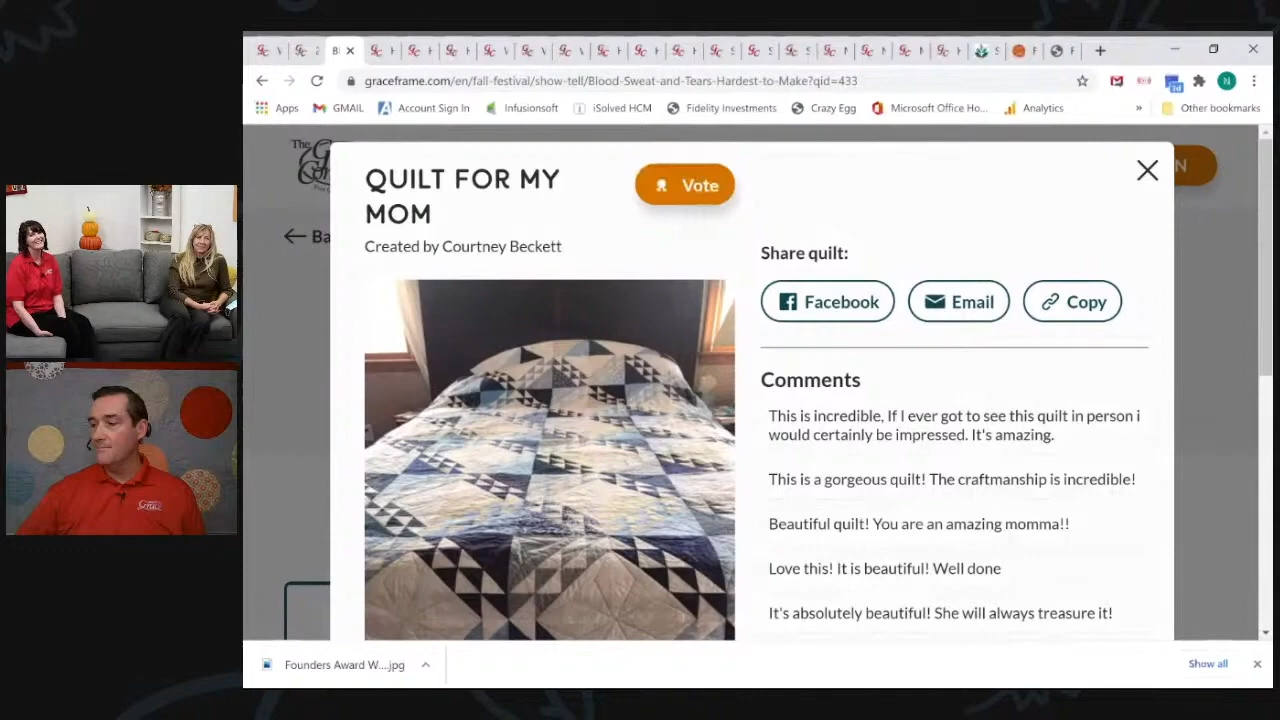 graceframe.com/en/fall-festival/show-tell/Blood-Sweat-and-Tears-Hardest-to-Make?qid=433
Apps GMAIL Account Sign In Infusionsoft iSolved HCM Fidelity Investments Crazy Egg Microsoft Office Ho... Analytics » Other bookmarks
The
Ba
N
QUILT FOR MY
MOM
Vote
Created by Courtney Beckett
Share quilt:
Facebook Email Copy
Comments
This is incredible, If I ever got to see this quilt in person i
would certainly be impressed. It's amazing.
This is a gorgeous quilt! The craftmanship is incredible!
Beautiful quilt! You are an amazing momma!!
Love this! It is beautiful! Well done
It's absolutely beautiful! She will always treasure it!
Founders Award W....jpg
Show all